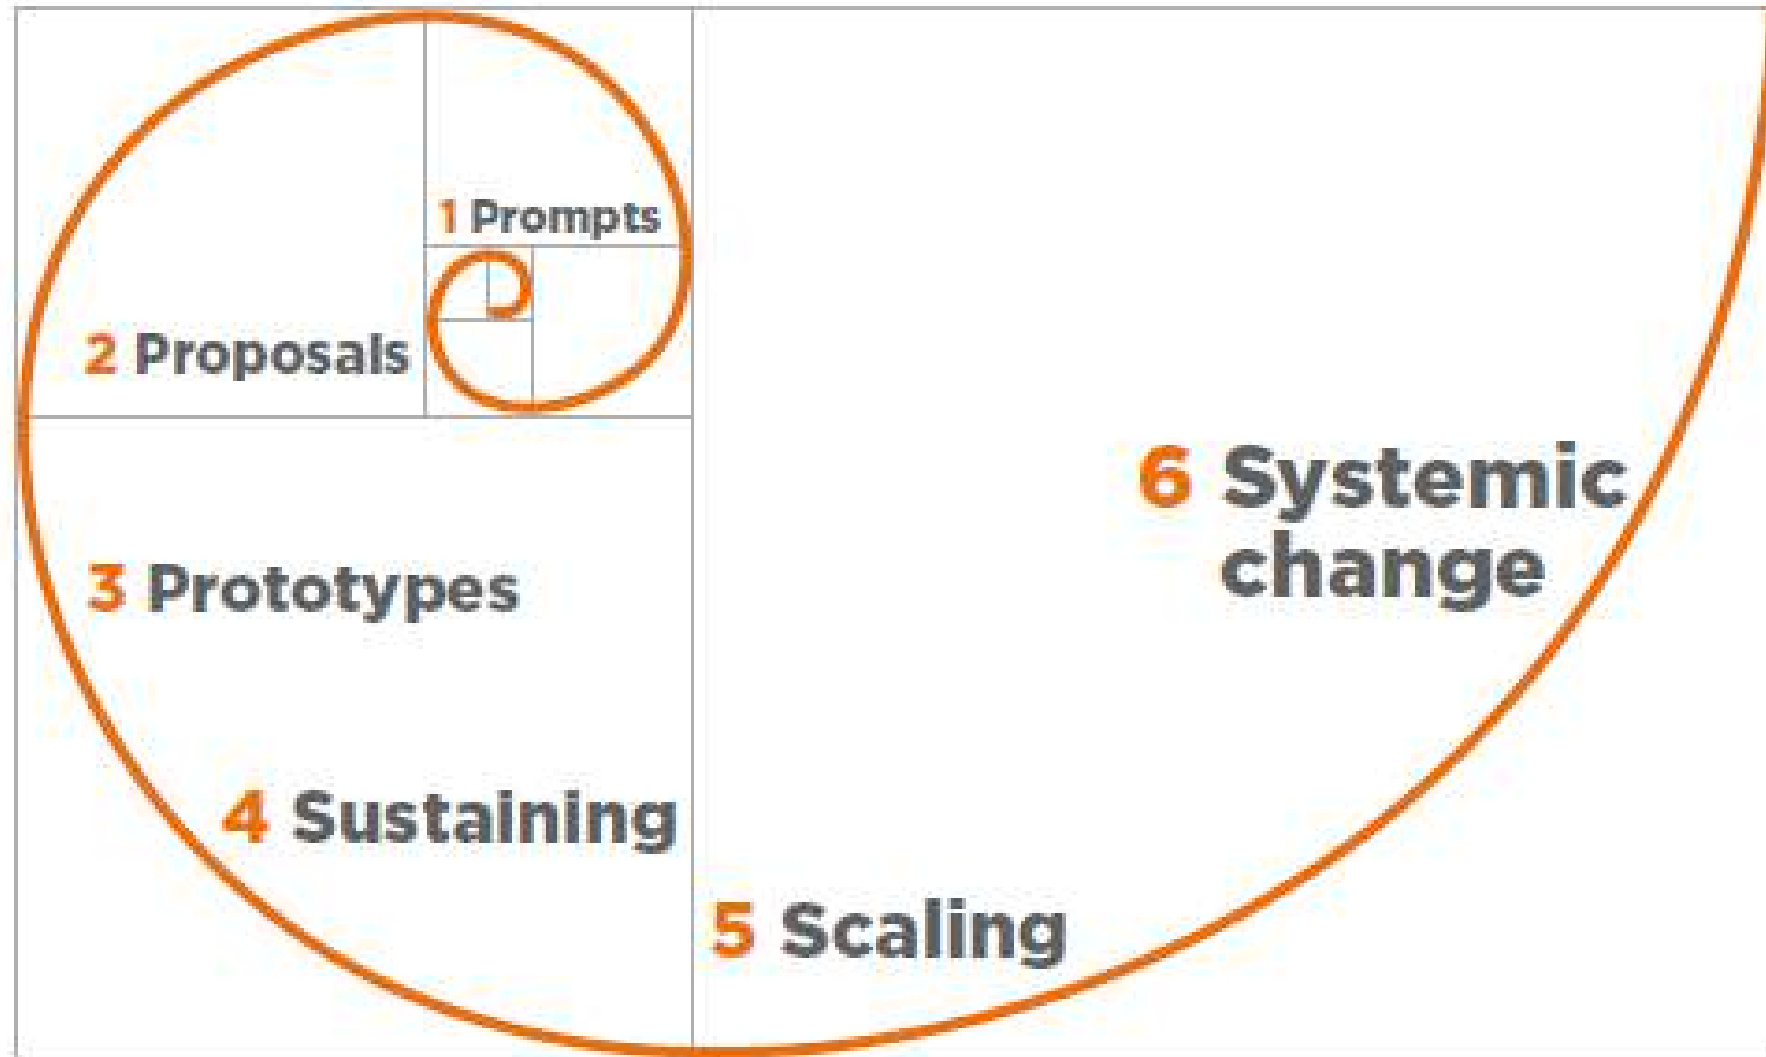 1 Prompts
2 Proposals
3 Prototypes
4 Sustaining
5 Scaling
6 Systemic
change